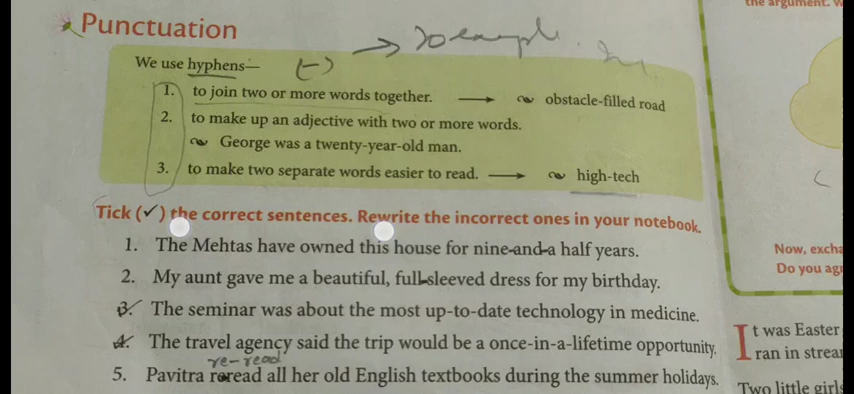 the argument. W
Punctuation
We use hyphens— (-)
1. to join two or more words together. → obstacle-filled road
2. to make up an adjective with two or more words.
George was a twenty-year-old man.
3. to make two separate words easier to read. → high-tech
Tick (✓) the correct sentences. Rewrite the incorrect ones in your notebook.
1. The Mehtas have owned this house for nine-and-a half years.
2. My aunt gave me a beautiful, full-sleeved dress for my birthday.
3. The seminar was about the most up-to-date technology in medicine.
4. The travel agency said the trip would be a once-in-a-lifetime opportunity.
re-read
5. Pavitra reread all her old English textbooks during the summer holidays.
Now, excha
Do you ag
It was Easter
ran in strea
Two little girls